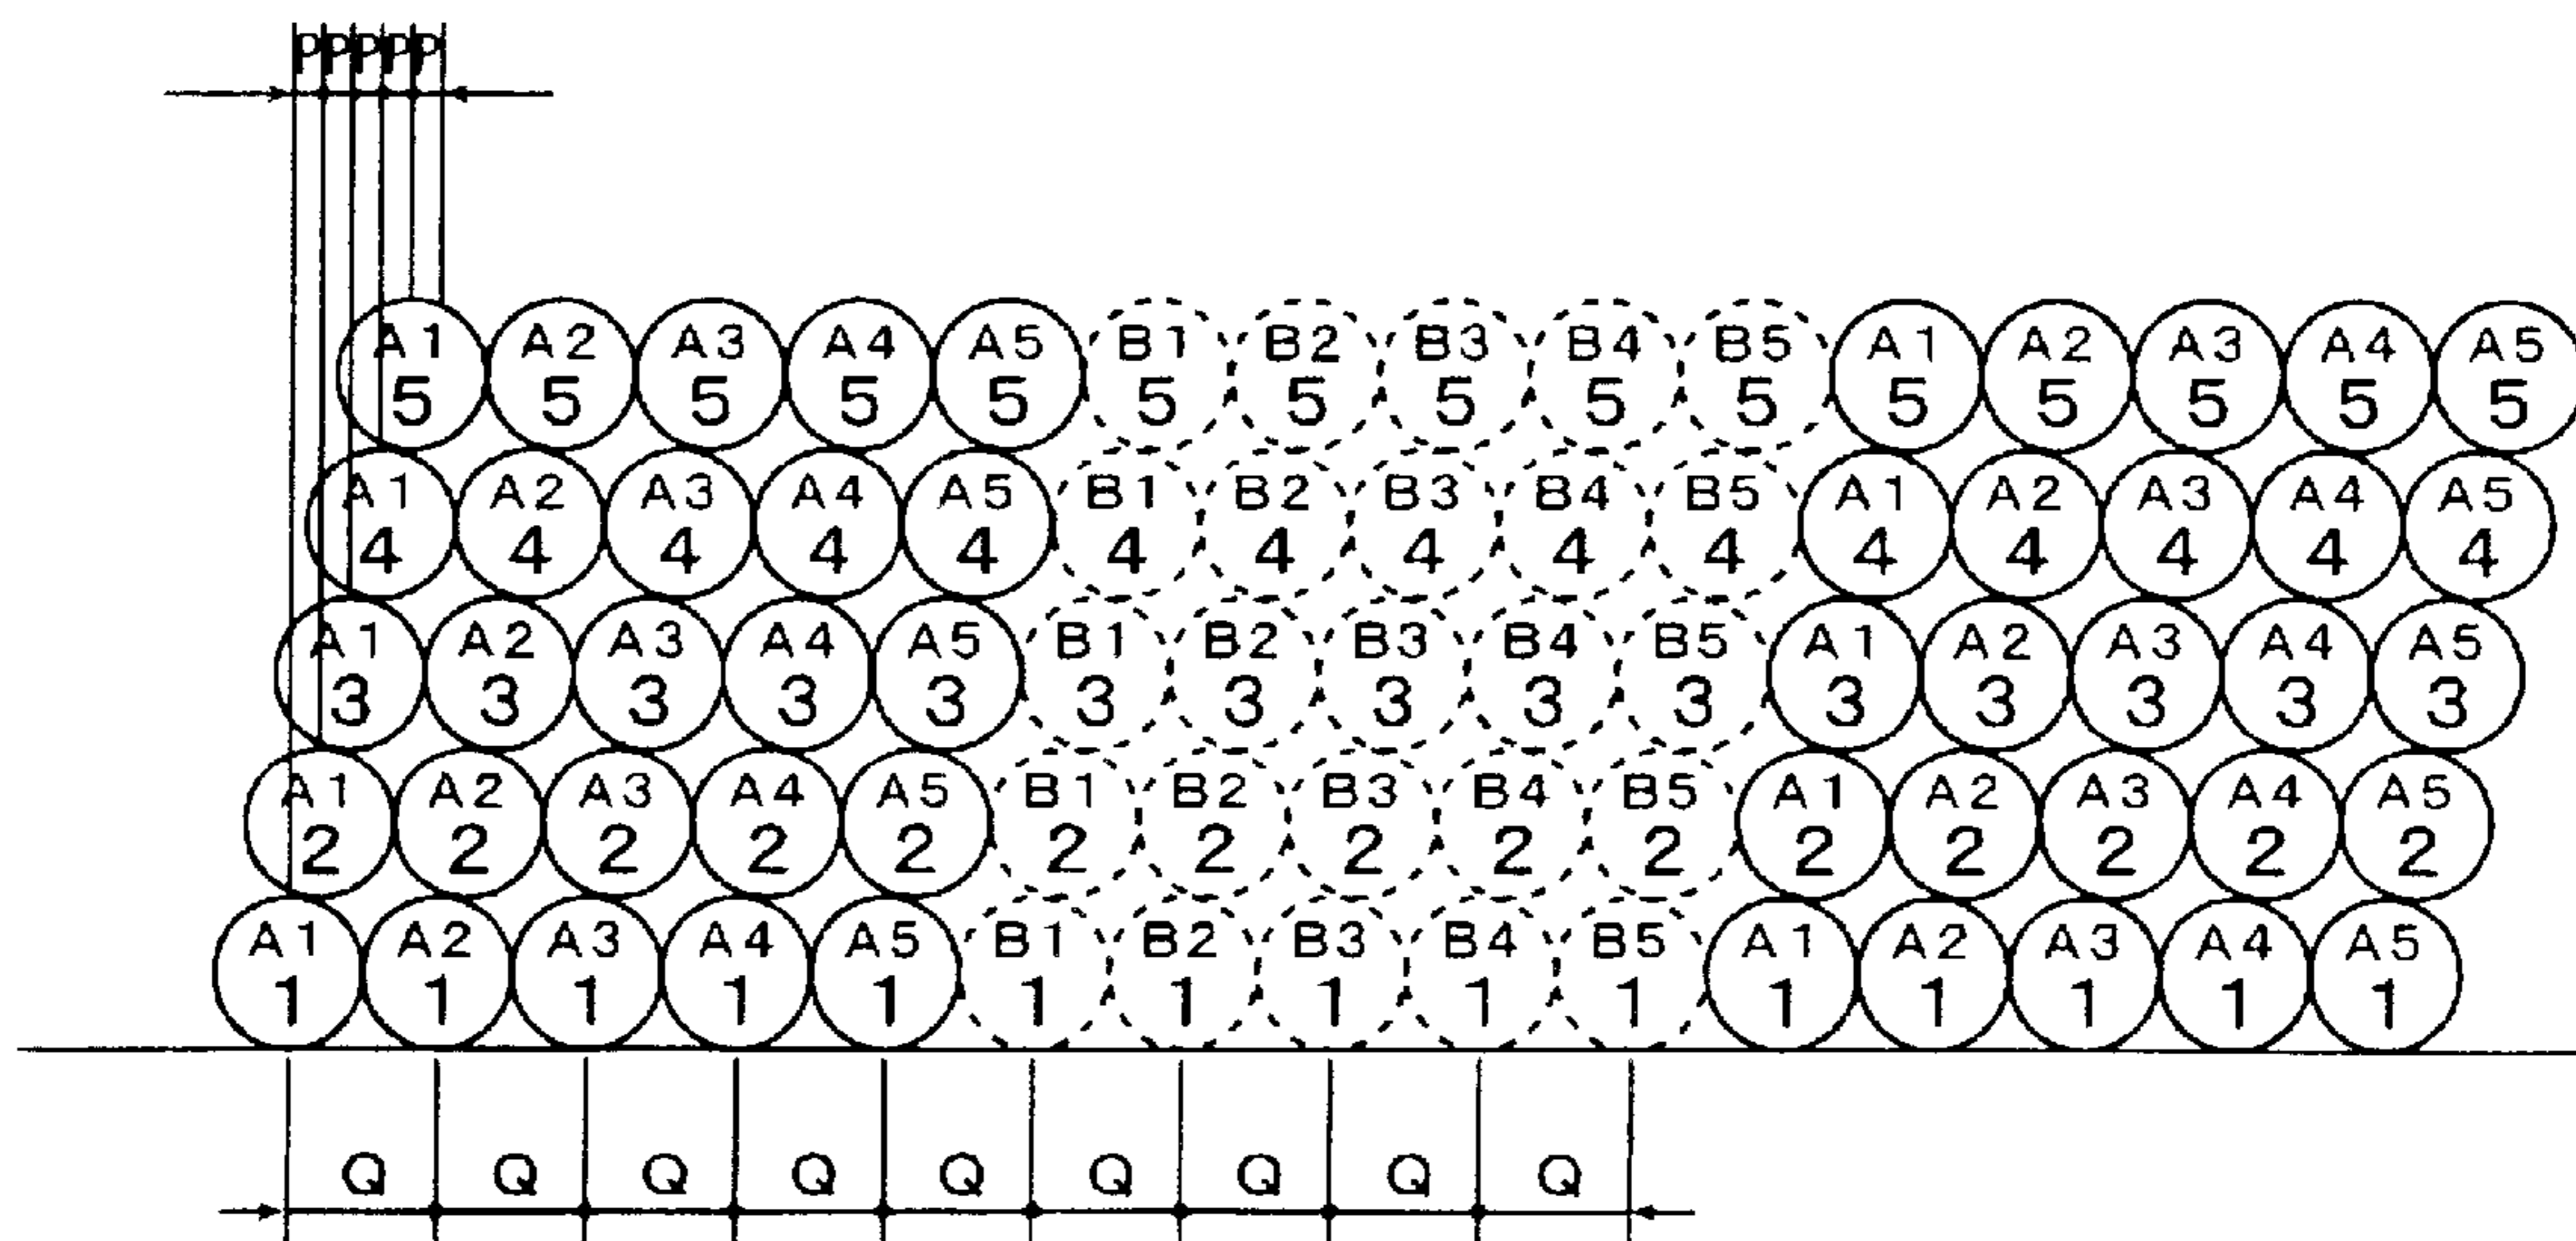 P P P P P
A1 A2 A3 A4 A5 B1 B2 B3 B4 B5 A1 A2 A3 A4 A5
5 5 5 5 5 5 5 5 5 5 5 5 5 5 5
A1 A2 A3 A4 A5 B1 B2 B3 B4 B5 A1 A2 A3 A4 A5
4 4 4 4 4 4 4 4 4 4 4 4 4 4 4
A1 A2 A3 A4 A5 B1 B2 B3 B4 B5 A1 A2 A3 A4 A5
3 3 3 3 3 3 3 3 3 3 3 3 3 3 3
A1 A2 A3 A4 A5 B1 B2 B3 B4 B5 A1 A2 A3 A4 A5
2 2 2 2 2 2 2 2 2 2 2 2 2 2 2
A1 A2 A3 A4 A5 B1 B2 B3 B4 B5 A1 A2 A3 A4 A5
1 1 1 1 1 1 1 1 1 1 1 1 1 1 1
Q Q Q Q Q Q Q Q Q